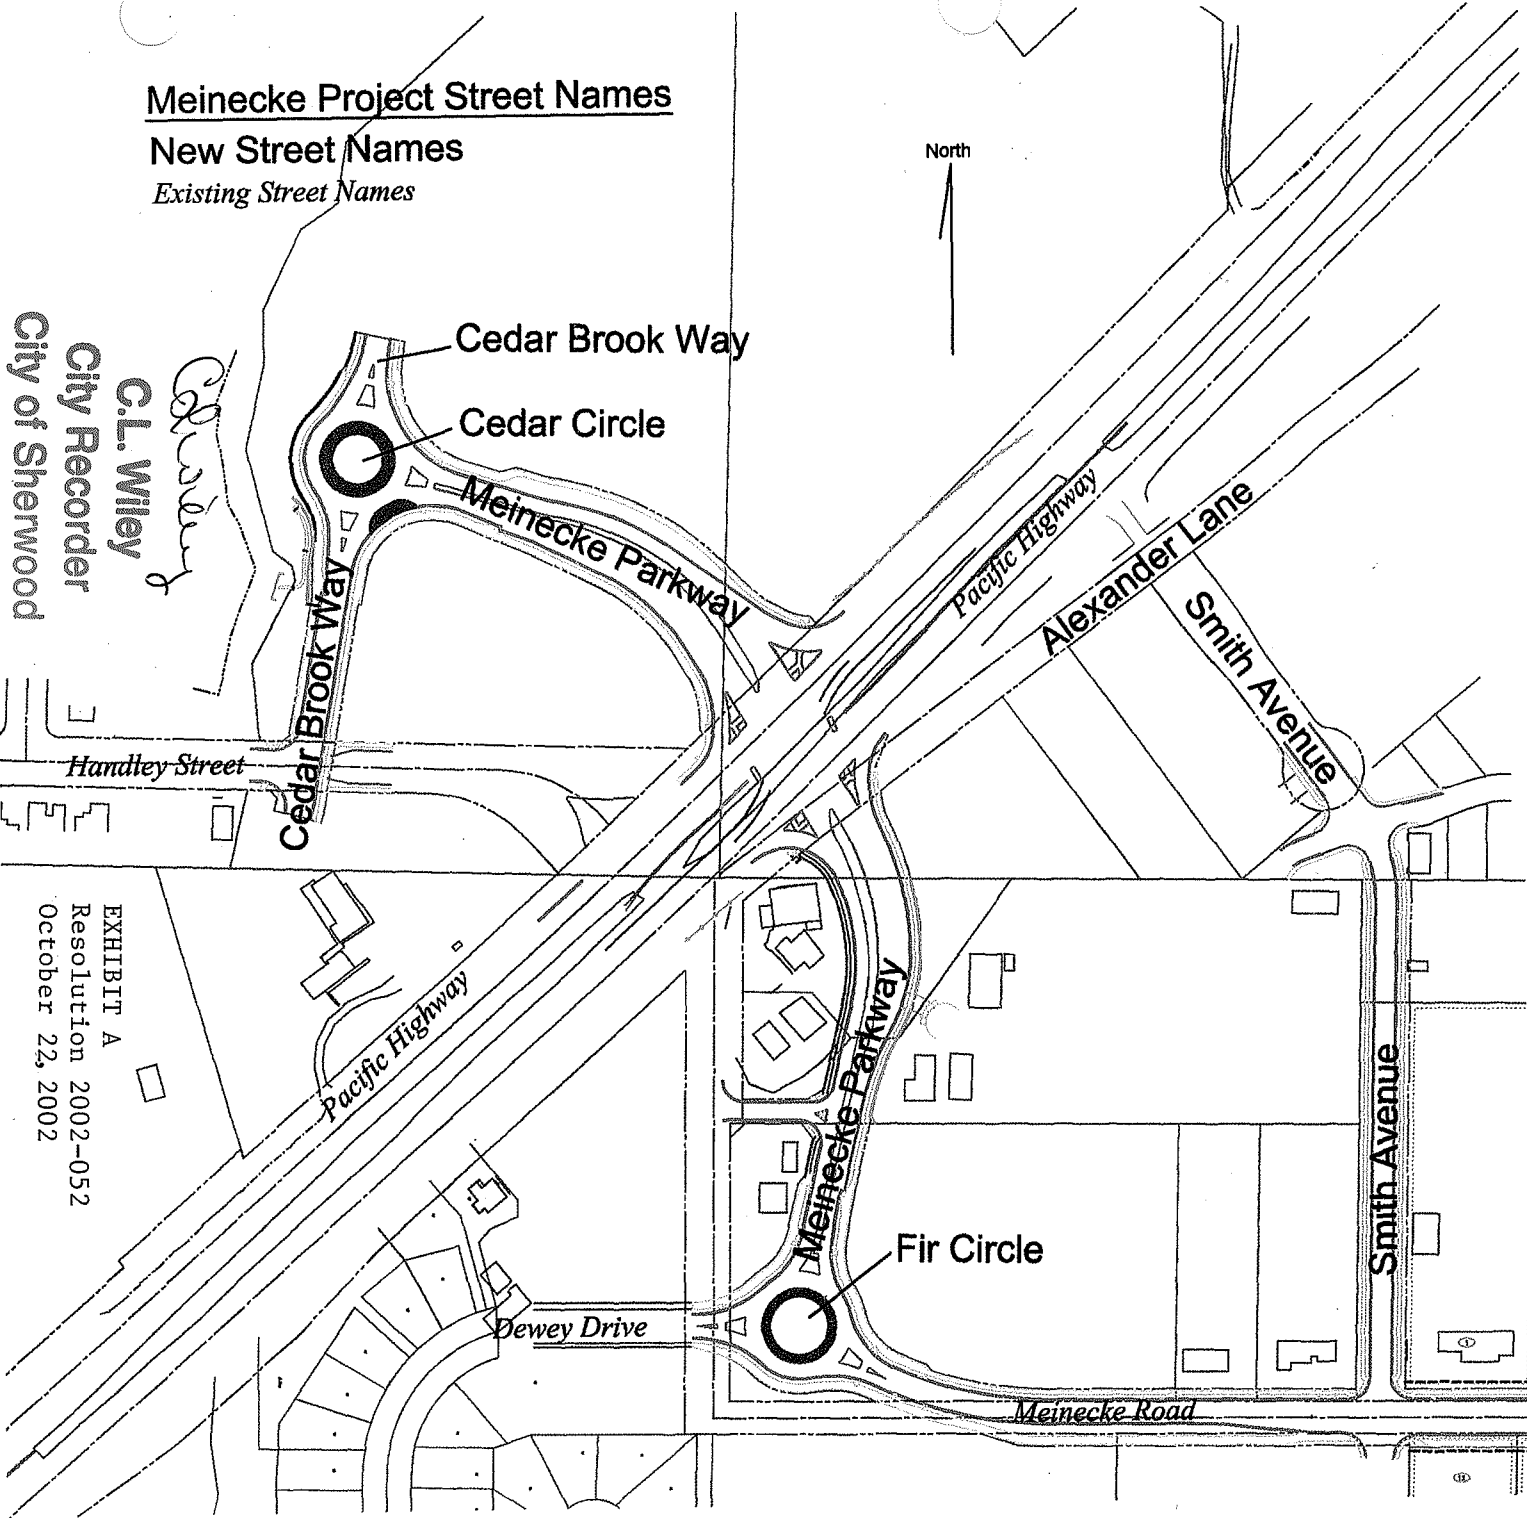 Meinecke Project Street Names
New Street Names
Existing Street Names
North
Cedar Brook Way
Cedar Circle
Meinecke Parkway
Pacific Highway
Alexander Lane
Smith Avenue
Cedar Brook Way
Handley Street
C.L. Wiley
City Recorder
City of Sherwood
EXHIBIT A
Resolution 2002-052
October 22, 2002
Pacific Highway
Meinecke Parkway
Smith Avenue
Fir Circle
Dewey Drive
Meinecke Road
1